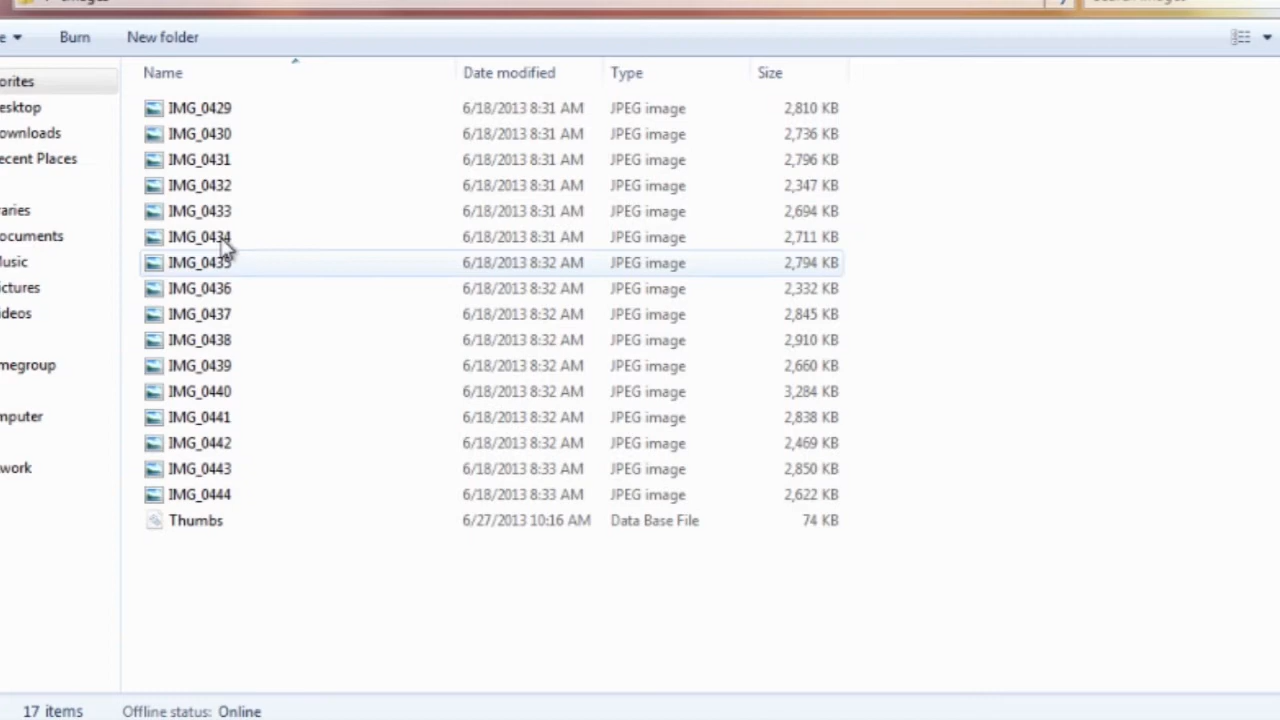 Burn New folder
Name Date modified Type Size
IMG_0429 6/18/2013 8:31 AM JPEG image 2,810 KB
orites
esktop IMG_0430 6/18/2013 8:31 AM JPEG image 2,736 KB
ownloads IMG_0431 6/18/2013 8:31 AM JPEG image 2,796 KB
ecent Places IMG_0432 6/18/2013 8:31 AM JPEG image 2,347 KB
raries IMG_0433 6/18/2013 8:31 AM JPEG image 2,694 KB
ocuments IMG_0434 6/18/2013 8:31 AM JPEG image 2,711 KB
usic IMG_0435 6/18/2013 8:32 AM JPEG image 2,794 KB
ictures IMG_0436 6/18/2013 8:32 AM JPEG image 2,332 KB
ideos IMG_0437 6/18/2013 8:32 AM JPEG image 2,845 KB
IMG_0438 6/18/2013 8:32 AM JPEG image 2,910 KB
megroup IMG_0439 6/18/2013 8:32 AM JPEG image 2,660 KB
IMG_0440 6/18/2013 8:32 AM JPEG image 3,284 KB
mputer IMG_0441 6/18/2013 8:32 AM JPEG image 2,838 KB
IMG_0442 6/18/2013 8:32 AM JPEG image 2,469 KB
work IMG_0443 6/18/2013 8:33 AM JPEG image 2,850 KB
IMG_0444 6/18/2013 8:33 AM JPEG image 2,622 KB
Thumbs 6/27/2013 10:16 AM Data Base File 74 KB
17 items Offline status: Online